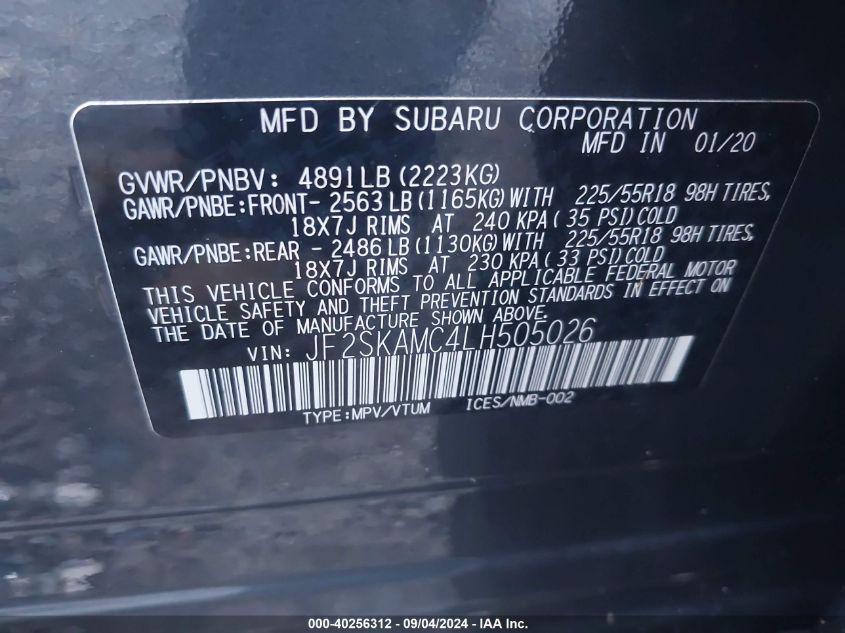 MFD BY SUBARU CORPORATION
MFD IN 01/20
GVWR/PNBV: 4891LB (2223KG)
GAWR/PNBE:FRONT- 2563LB (1165KG)WITH 225/55R18 98H TIRES,
18X7J RIMS AT 240 KPA( 35 PSI)COLD
GAWR/PNBE:REAR - 2486LB (1130KG)WITH 225/55R18 98H TIRES,
18X7J RIMS AT 230 KPA( 33 PSI)COLD
THIS VEHICLE CONFORMS TO ALL APPLICABLE FEDERAL MOTOR
VEHICLE SAFETY AND THEFT PREVENTION STANDARDS IN EFFECT ON
THE DATE OF MANUFACTURE SHOWN ABOVE.
VIN: JF2SKAMC4LH505026
TYPE:MPV/VTUM ICES/NMB-002
000-40256312 - 09/04/2024 - IAA Inc.